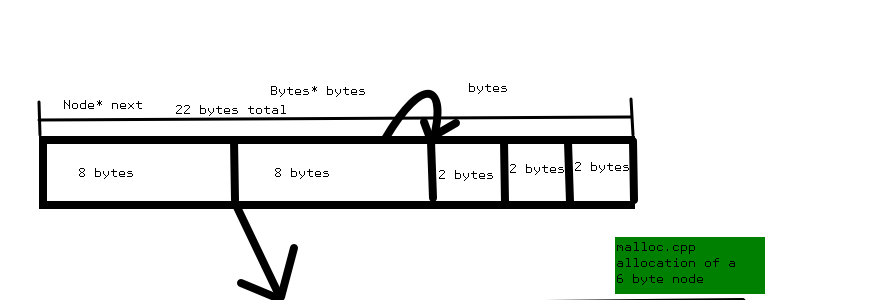 Bytes* bytes
bytes
Node* next
22 bytes total
8 bytes
8 bytes
2 bytes
2 bytes
2 bytes
malloc.cpp
allocation of a
6 byte node